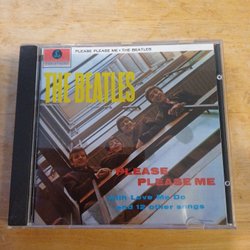 PLEASE PLEASE ME • THE BEATLES
THE BEATLES
PLEASE
PLEASE ME
with Love Me Do
and 12 other songs